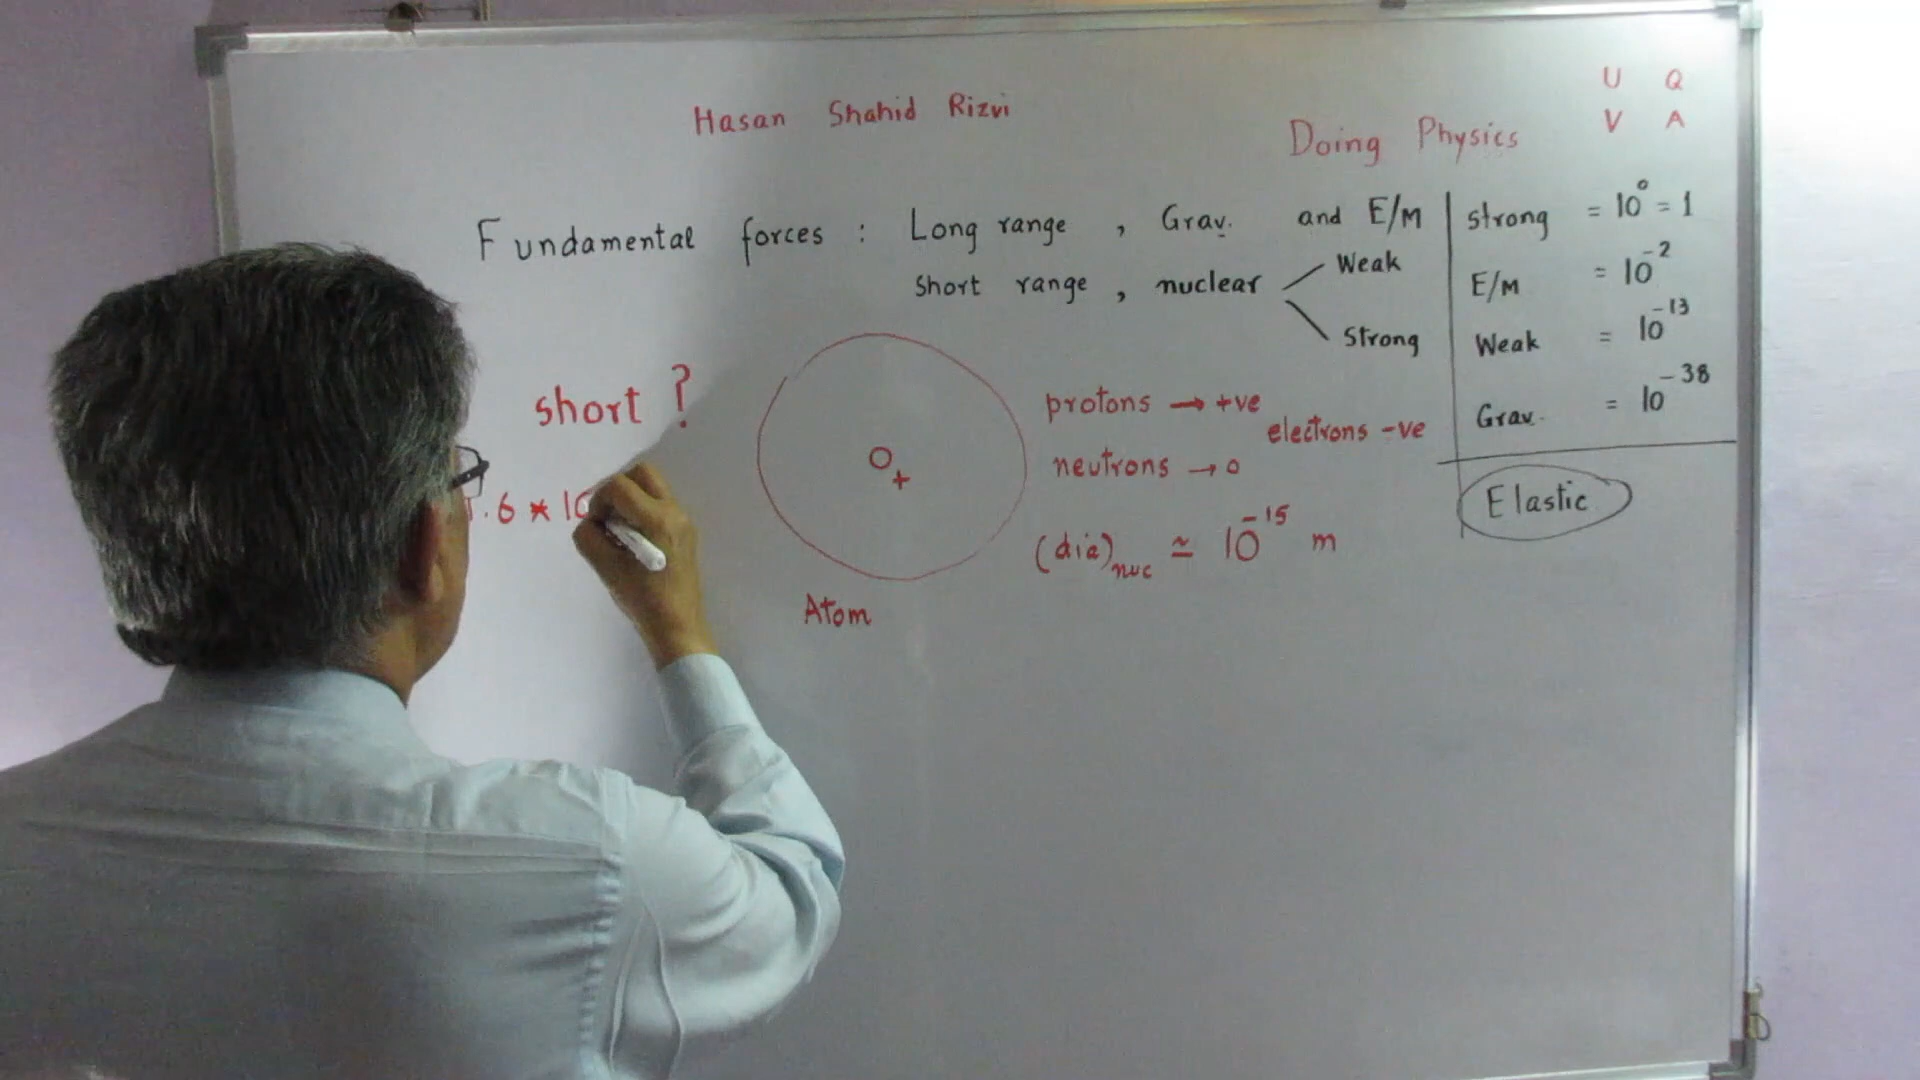 U Q
V A
Hasan Shahid Rizvi
Doing Physics
Fundamental forces : Long range , Grav. and E/M
Short range , nuclear
Weak
Strong
strong = 10⁰ = 1
E/M = 10⁻²
Weak = 10⁻¹³
Grav. = 10⁻³⁸
Elastic
short ?
1.6 * 10
O
+
Atom
protons → +ve
electrons -ve
neutrons → 0
(dia)nuc ≃ 10⁻¹⁵ m